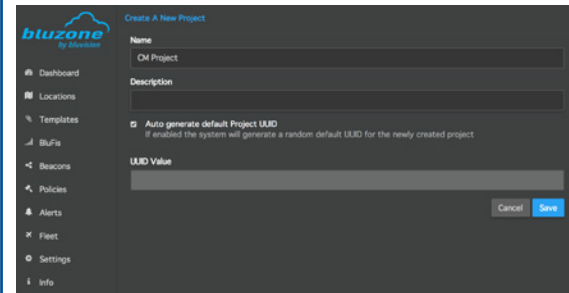 bluzone
by bluvision
Dashboard
Locations
Templates
BluFis
Beacons
Policies
Alerts
Fleet
Settings
Info
Create A New Project
Name
CM Project
Description
Auto generate default Project UUID
If enabled the system will generate a random default UUID for the newly created project
UUID Value
Cancel
Save